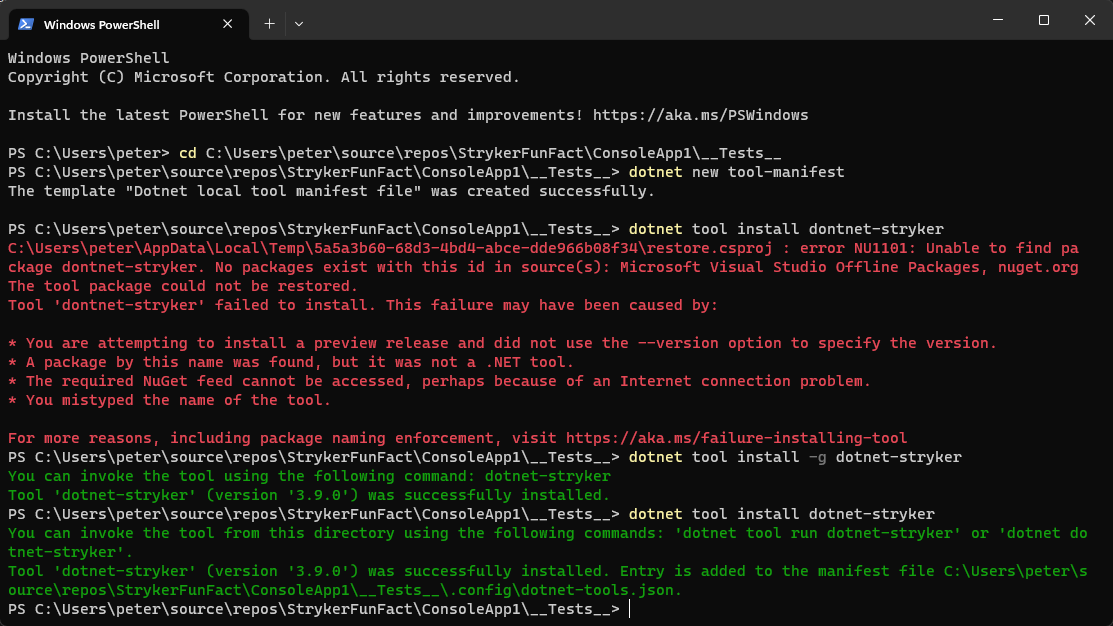 Windows PowerShell
Windows PowerShell
Copyright (C) Microsoft Corporation. All rights reserved.
Install the latest PowerShell for new features and improvements! https://aka.ms/PSWindows
PS C:\Users\peter> cd C:\Users\peter\source\repos\StrykerFunFact\ConsoleApp1\__Tests__
PS C:\Users\peter\source\repos\StrykerFunFact\ConsoleApp1\__Tests__> dotnet new tool-manifest
The template "Dotnet local tool manifest file" was created successfully.
PS C:\Users\peter\source\repos\StrykerFunFact\ConsoleApp1\__Tests__> dotnet tool install dontnet-stryker
C:\Users\peter\AppData\Local\Temp\5a5a3b60-68d3-4bd4-abce-dde966b08f34\restore.csproj : error NU1101: Unable to find pa
ckage dontnet-stryker. No packages exist with this id in source(s): Microsoft Visual Studio Offline Packages, nuget.org
The tool package could not be restored.
Tool 'dontnet-stryker' failed to install. This failure may have been caused by:
* You are attempting to install a preview release and did not use the --version option to specify the version.
* A package by this name was found, but it was not a .NET tool.
* The required NuGet feed cannot be accessed, perhaps because of an Internet connection problem.
* You mistyped the name of the tool.
For more reasons, including package naming enforcement, visit https://aka.ms/failure-installing-tool
PS C:\Users\peter\source\repos\StrykerFunFact\ConsoleApp1\__Tests__> dotnet tool install -g dotnet-stryker
You can invoke the tool using the following command: dotnet-stryker
Tool 'dotnet-stryker' (version '3.9.0') was successfully installed.
PS C:\Users\peter\source\repos\StrykerFunFact\ConsoleApp1\__Tests__> dotnet tool install dotnet-stryker
You can invoke the tool from this directory using the following commands: 'dotnet tool run dotnet-stryker' or 'dotnet do
tnet-stryker'.
Tool 'dotnet-stryker' (version '3.9.0') was successfully installed. Entry is added to the manifest file C:\Users\peter\s
ource\repos\StrykerFunFact\ConsoleApp1\__Tests__\.config\dotnet-tools.json.
PS C:\Users\peter\source\repos\StrykerFunFact\ConsoleApp1\__Tests__>